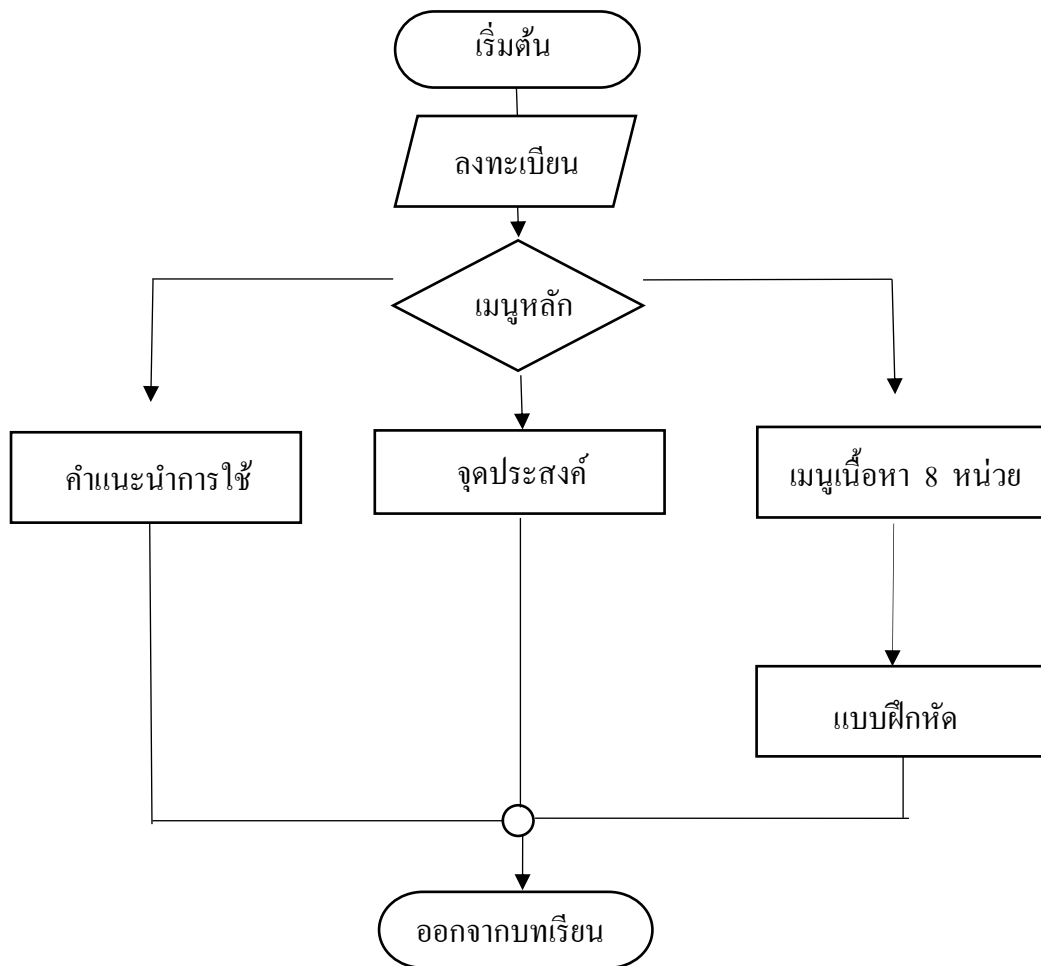 เริ่มต้น
ลงทะเบียน
เมนูหลัก
คำแนะนำการใช้
จุดประสงค์
เมนูเนื้อหา 8 หน่วย
แบบฝึกหัด
ออกจากบทเรียน